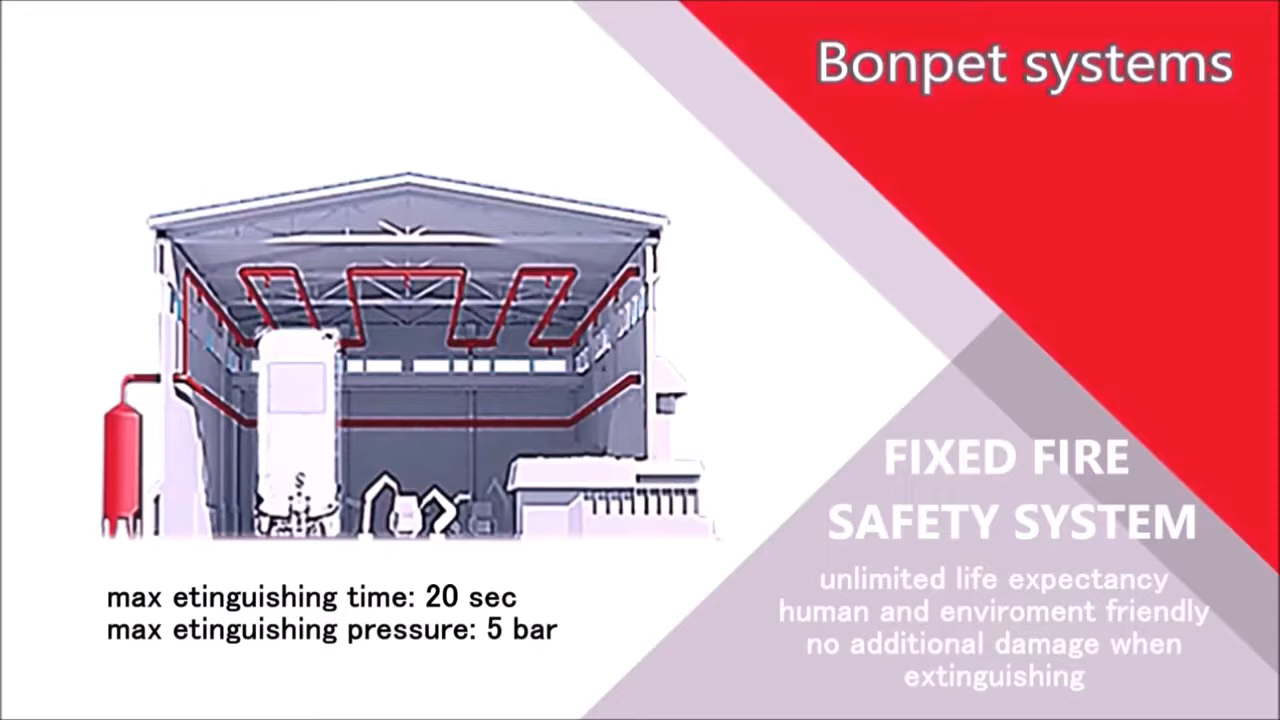 Bonpet systems
FIXED FIRE
SAFETY SYSTEM
unlimited life expectancy
human and enviroment friendly
no additional damage when
extinguishing
max etinguishing time: 20 sec
max etinguishing pressure: 5 bar